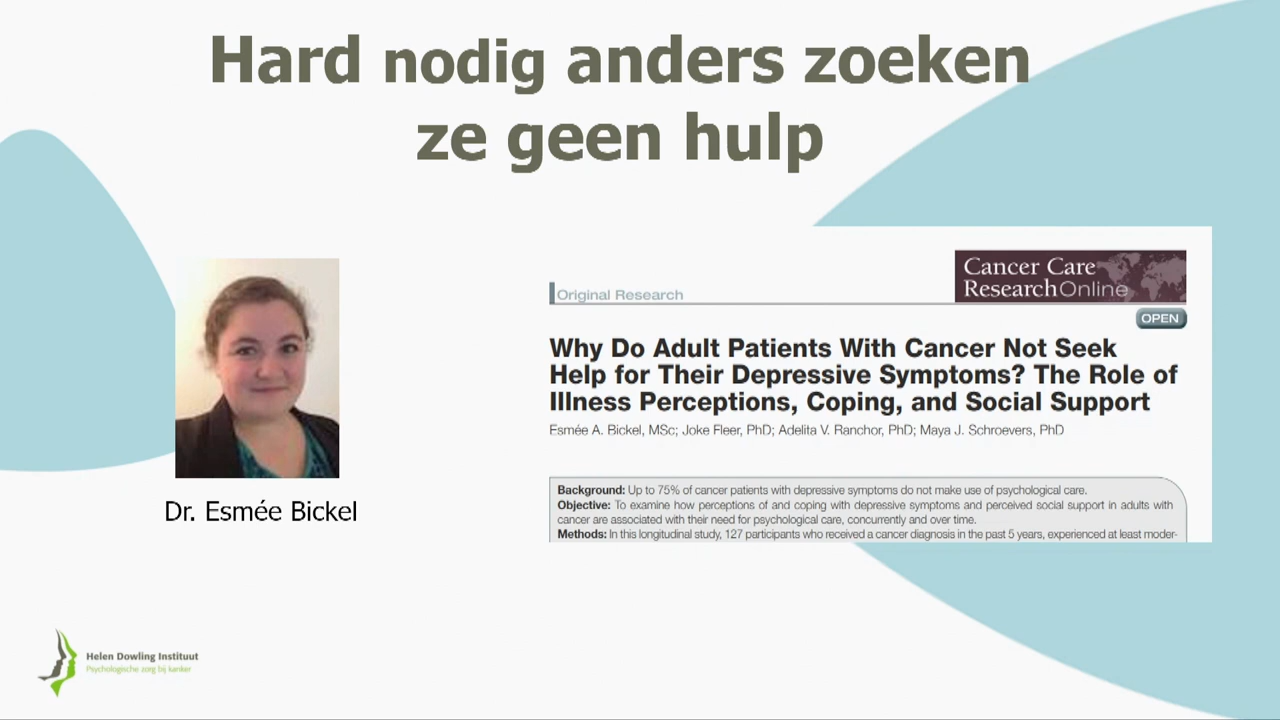 Hard nodig anders zoeken
ze geen hulp
Original Research
Cancer Care
ResearchOnline
OPEN
Why Do Adult Patients With Cancer Not Seek
Help for Their Depressive Symptoms? The Role of
Illness Perceptions, Coping, and Social Support
Esmée A. Bickel, MSc; Joke Fleer, PhD; Adelita V. Ranchor, PhD; Maya J. Schroevers, PhD
Background: Up to 75% of cancer patients with depressive symptoms do not make use of psychological care.
Objective: To examine how perceptions of and coping with depressive symptoms and perceived social support in adults with
cancer are associated with their need for psychological care, concurrently and over time.
Methods: In this longitudinal study, 127 participants who received a cancer diagnosis in the past 5 years, experienced at least moder-
Dr. Esmée Bickel
Helen Dowling Instituut
Psychologische zorg bij kanker